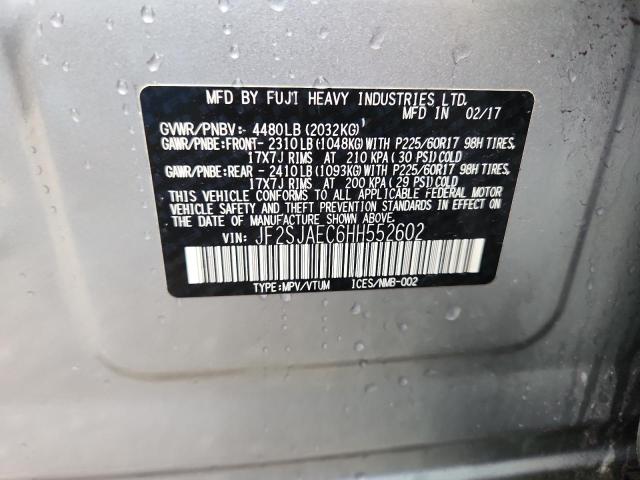 MFD BY FUJI HEAVY INDUSTRIES LTD.
MFD IN 02/17
GVWR/PNBV:- 4480LB (2032KG)
GAWR/PNBE:FRONT- 2310LB (1048KG) WITH P225/60R17 98H TIRES,
17X7J RIMS AT 210 KPA (30 PSI) COLD
GAWR/PNBE:REAR - 2410LB (1093KG) WITH P225/60R17 98H TIRES,
17X7J RIMS AT 200 KPA (29 PSI) COLD
THIS VEHICLE CONFORMS TO ALL APPLICABLE FEDERAL MOTOR
VEHICLE SAFETY AND THEFT PREVENTION STANDARDS IN EFFECT ON
THE DATE OF MANUFACTURE SHOWN ABOVE.
VIN: JF2SJAEC6HH552602
TYPE:MPV/VTUM ICES/NMB-002